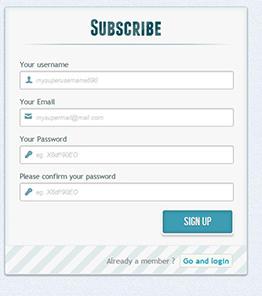 SUBSCRIBE
Your username
mysuperusername690
Your Email
mysupermail@mail.com
Your Password
eg. X8df!90EO
Please confirm your password
eg. X8df!90EO
SIGN UP
Already a member ? Go and login